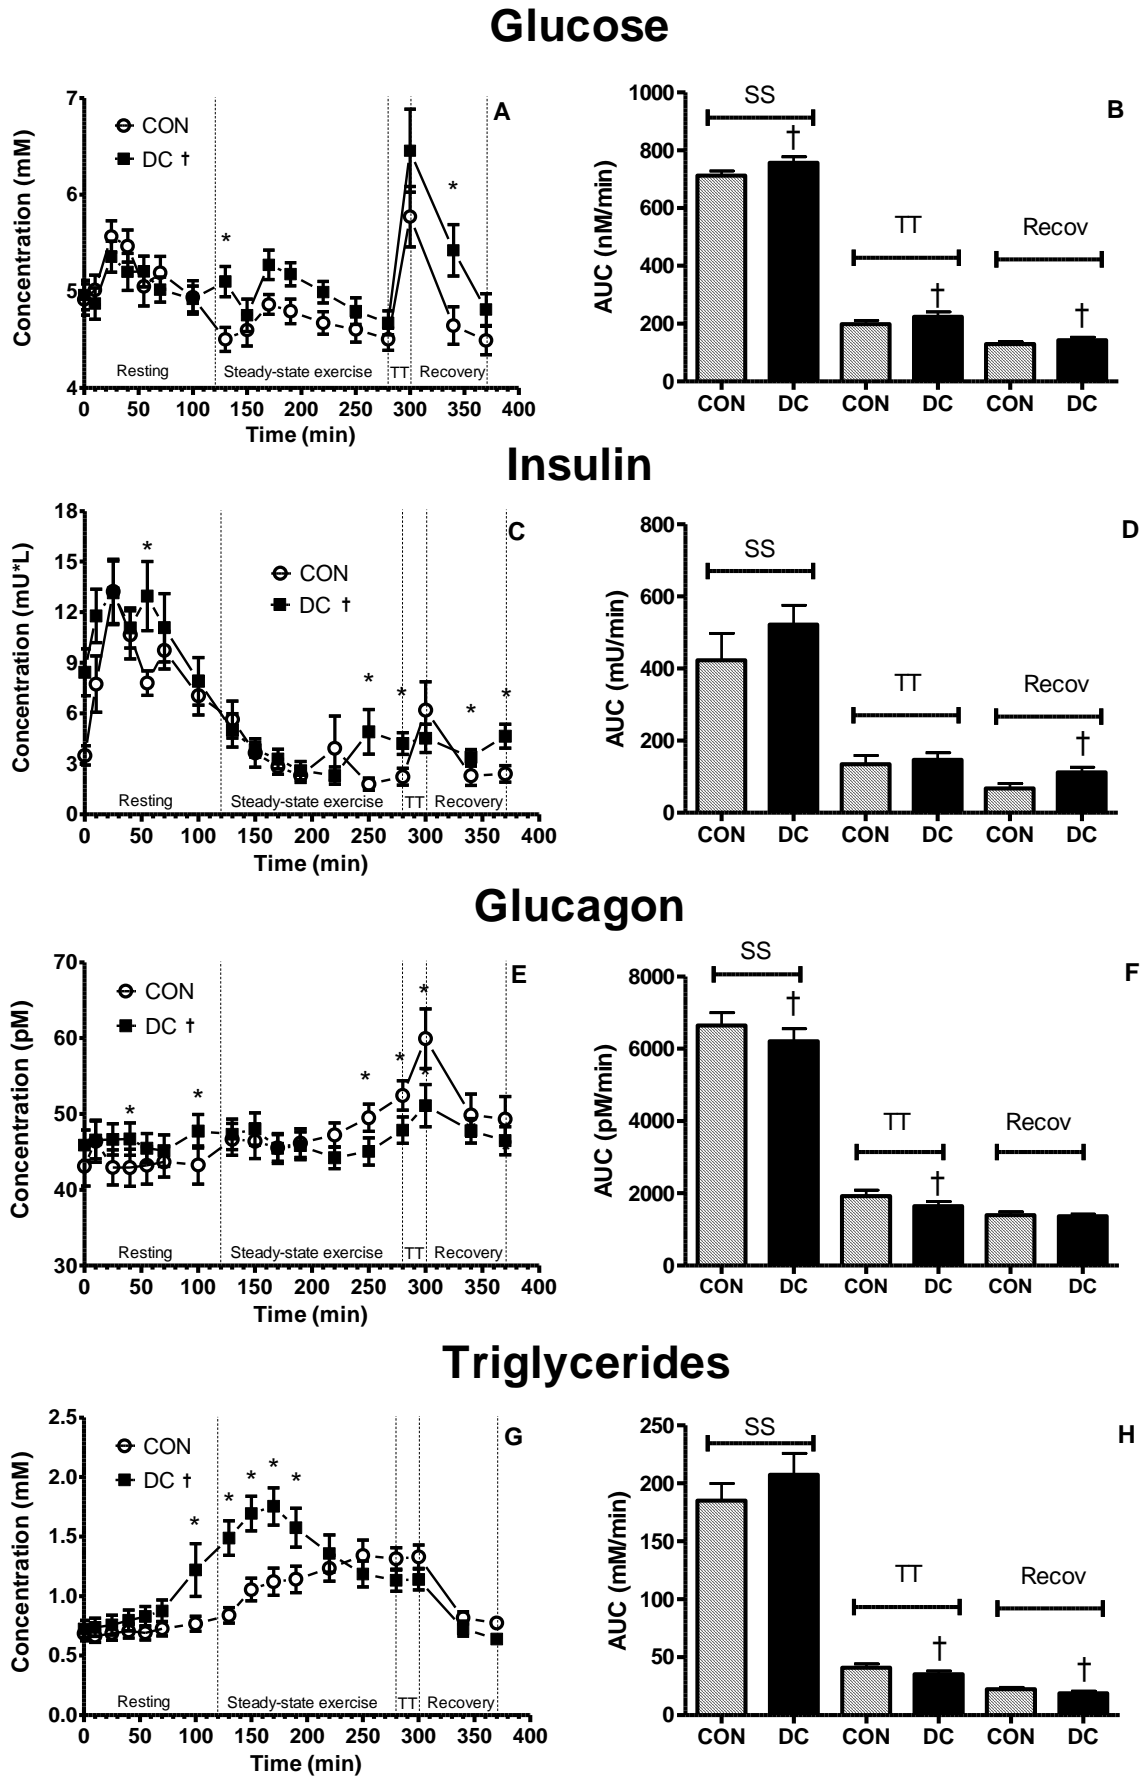 Glucose
A
CON
DC †
Concentration (mM)
7
6
5
4
*
*
Resting
Steady-state exercise
TT
Recovery
0 50 100 150 200 250 300 350 400
Time (min)
B
AUC (nM/min)
1000
800
600
400
200
0
SS
†
TT
†
Recov
†
CON DC CON DC CON DC
Insulin
C
CON
DC †
Concentration (mU*L)
18
15
12
9
6
3
0
*
*
*
*
*
Resting
Steady-state exercise
TT
Recovery
0 50 100 150 200 250 300 350 400
Time (min)
D
AUC (mU/min)
800
600
400
200
0
SS
TT
Recov
†
CON DC CON DC CON DC
Glucagon
E
CON
DC †
Concentration (pM)
70
60
50
40
30
*
*
*
*
*
Resting
Steady-state exercise
TT
Recovery
0 50 100 150 200 250 300 350 400
Time (min)
F
AUC (pM/min)
8000
6000
4000
2000
0
SS
†
TT
†
Recov
CON DC CON DC CON DC
Triglycerides
G
CON
DC †
Concentration (mM)
2.5
2.0
1.5
1.0
0.5
0.0
*
*
*
*
*
Resting
Steady-state exercise
TT
Recovery
0 50 100 150 200 250 300 350 400
Time (min)
H
AUC (mM/min)
250
200
150
100
50
0
SS
TT
†
Recov
†
CON DC CON DC CON DC